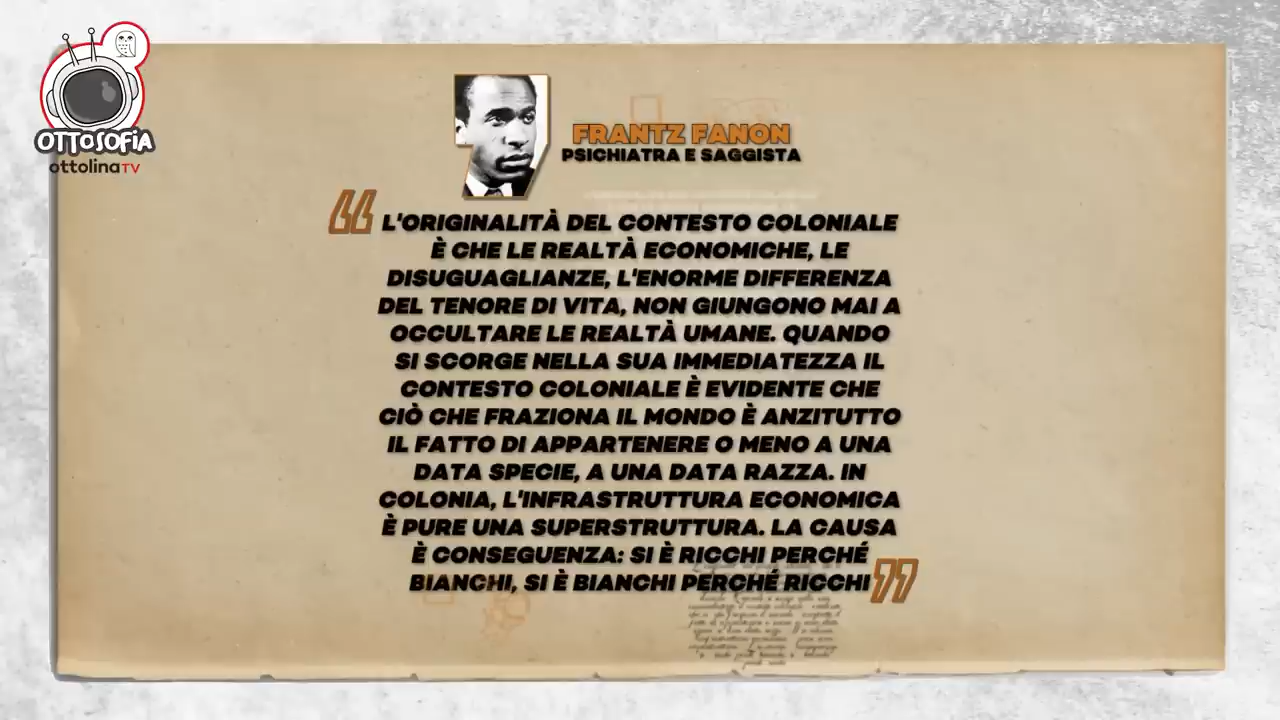 OTTOSOFIA
ottolinaTV
FRANTZ FANON
PSICHIATRA E SAGGISTA
“ L'ORIGINALITÀ DEL CONTESTO COLONIALE
È CHE LE REALTÀ ECONOMICHE, LE
DISUGUAGLIANZE, L'ENORME DIFFERENZA
DEL TENORE DI VITA, NON GIUNGONO MAI A
OCCULTARE LE REALTÀ UMANE. QUANDO
SI SCORGE NELLA SUA IMMEDIATEZZA IL
CONTESTO COLONIALE È EVIDENTE CHE
CIÒ CHE FRAZIONA IL MONDO È ANZITUTTO
IL FATTO DI APPARTENERE O MENO A UNA
DATA SPECIE, A UNA DATA RAZZA. IN
COLONIA, L'INFRASTRUTTURA ECONOMICA
È PURE UNA SUPERSTRUTTURA. LA CAUSA
È CONSEGUENZA: SI È RICCHI PERCHÉ
BIANCHI, SI È BIANCHI PERCHÉ RICCHI ”